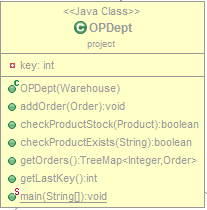 <<Java Class>>
OPDept
project
key: int
OPDept(Warehouse)
addOrder(Order):void
checkProductStock(Product):boolean
checkProductExists(String):boolean
getOrders():TreeMap<Integer,Order>
getLastKey():int
main(String[]):void